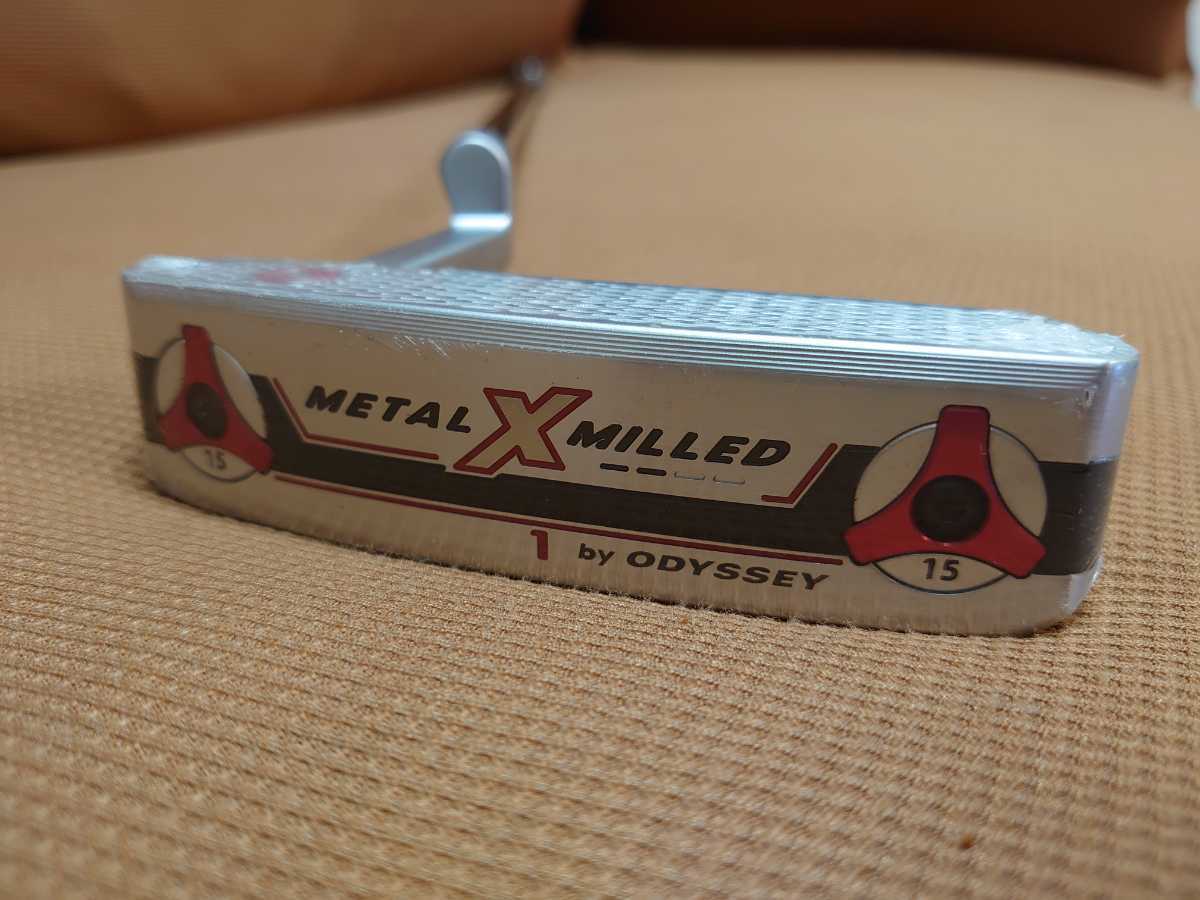 METAL X MILLED
1 by ODYSSEY
15
15